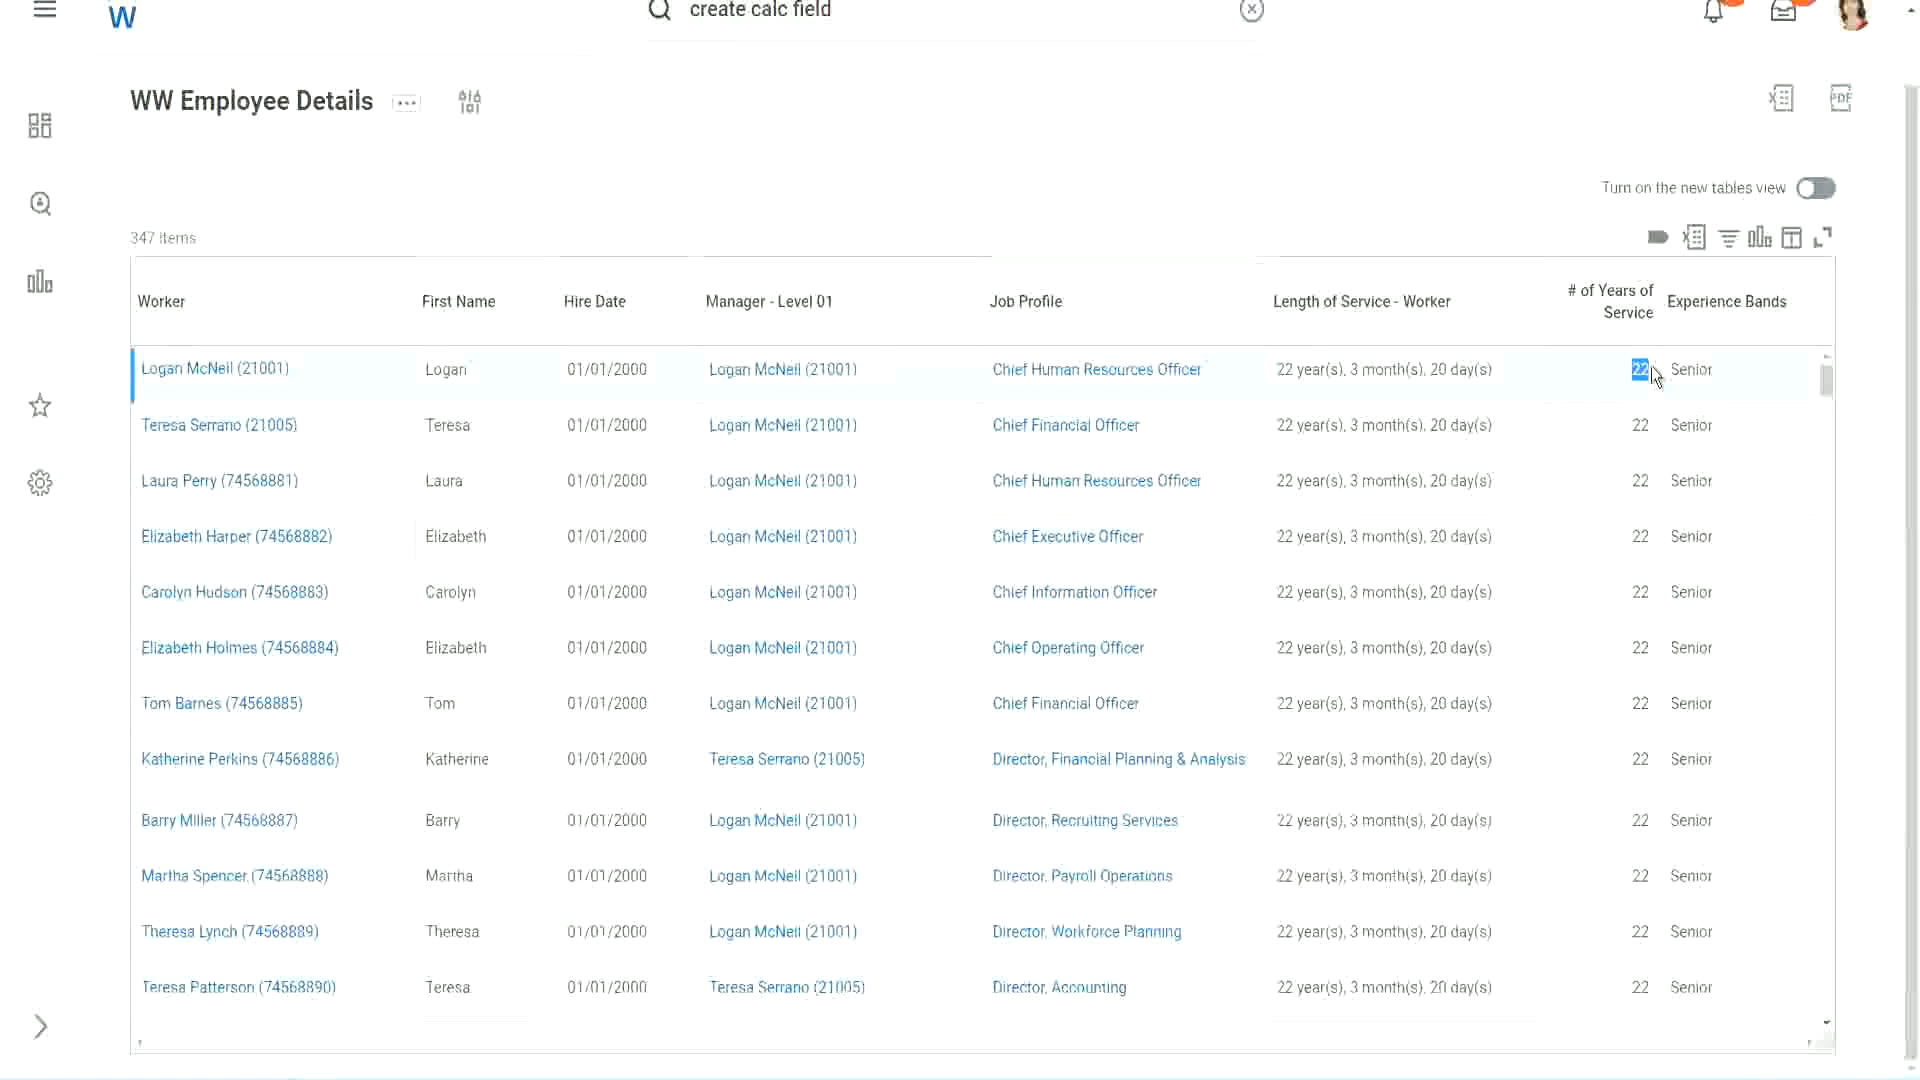 W
create calc field
WW Employee Details
PDF
Turn on the new tables view
347 items
Worker First Name Hire Date Manager - Level 01 Job Profile Length of Service - Worker # of Years of Service Experience Bands
Logan McNeil (21001) Logan 01/01/2000 Logan McNeil (21001) Chief Human Resources Officer 22 year(s), 3 month(s), 20 day(s) 22 Senior
Teresa Serrano (21005) Teresa 01/01/2000 Logan McNeil (21001) Chief Financial Officer 22 year(s), 3 month(s), 20 day(s) 22 Senior
Laura Perry (74568881) Laura 01/01/2000 Logan McNeil (21001) Chief Human Resources Officer 22 year(s), 3 month(s), 20 day(s) 22 Senior
Elizabeth Harper (74568882) Elizabeth 01/01/2000 Logan McNeil (21001) Chief Executive Officer 22 year(s), 3 month(s), 20 day(s) 22 Senior
Carolyn Hudson (74568883) Carolyn 01/01/2000 Logan McNeil (21001) Chief Information Officer 22 year(s), 3 month(s), 20 day(s) 22 Senior
Elizabeth Holmes (74568884) Elizabeth 01/01/2000 Logan McNeil (21001) Chief Operating Officer 22 year(s), 3 month(s), 20 day(s) 22 Senior
Tom Barnes (74568885) Tom 01/01/2000 Logan McNeil (21001) Chief Financial Officer 22 year(s), 3 month(s), 20 day(s) 22 Senior
Katherine Perkins (74568886) Katherine 01/01/2000 Teresa Serrano (21005) Director, Financial Planning & Analysis 22 year(s), 3 month(s), 20 day(s) 22 Senior
Barry Miller (74568887) Barry 01/01/2000 Logan McNeil (21001) Director, Recruiting Services 22 year(s), 3 month(s), 20 day(s) 22 Senior
Martha Spencer (74568888) Martha 01/01/2000 Logan McNeil (21001) Director, Payroll Operations 22 year(s), 3 month(s), 20 day(s) 22 Senior
Theresa Lynch (74568889) Theresa 01/01/2000 Logan McNeil (21001) Director, Workforce Planning 22 year(s), 3 month(s), 20 day(s) 22 Senior
Teresa Patterson (74568890) Teresa 01/01/2000 Teresa Serrano (21005) Director, Accounting 22 year(s), 3 month(s), 20 day(s) 22 Senior